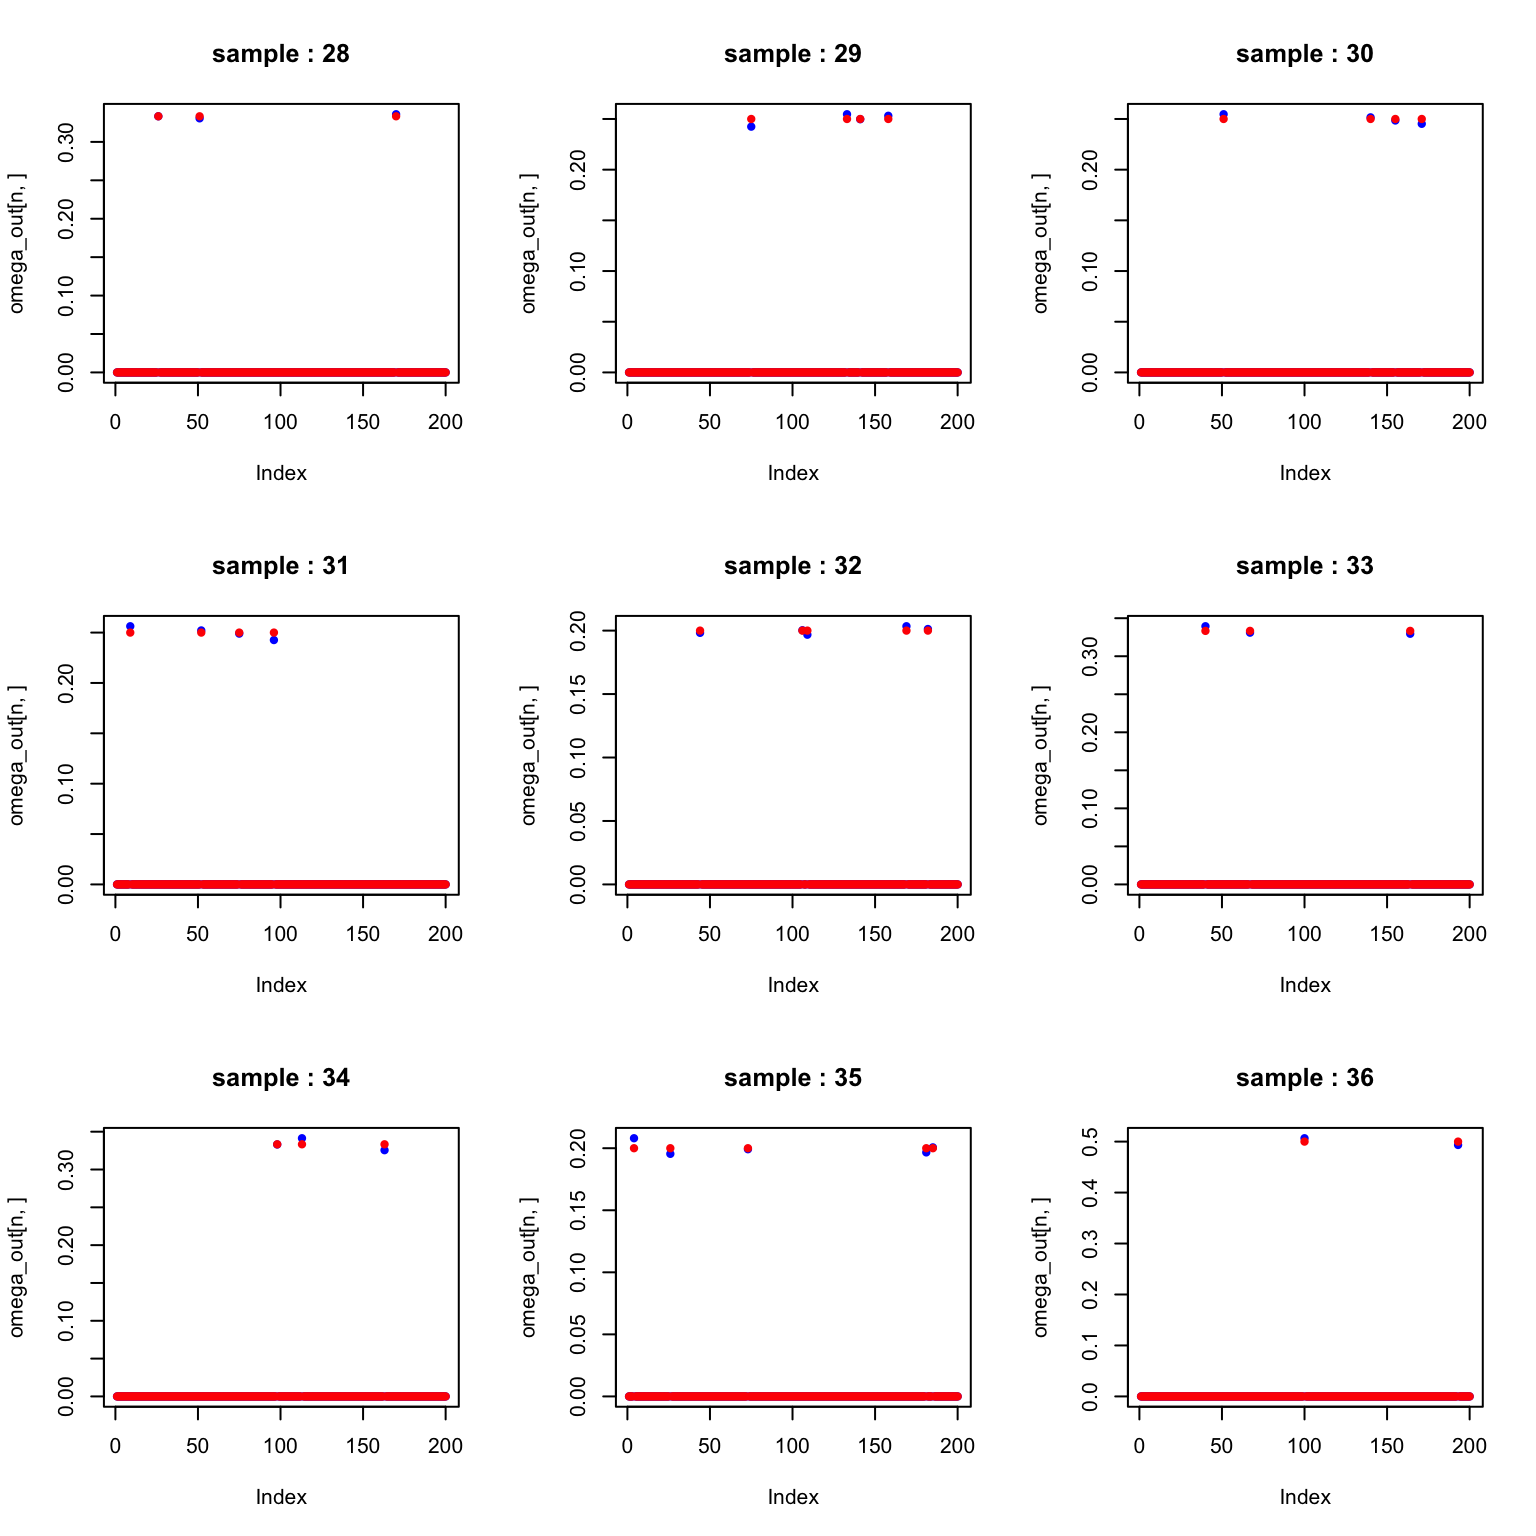 sample : 28
omega_out[n, ]
0.00 0.10 0.20 0.30
0 50 100 150 200
Index
sample : 29
omega_out[n, ]
0.00 0.10 0.20
0 50 100 150 200
Index
sample : 30
omega_out[n, ]
0.00 0.10 0.20
0 50 100 150 200
Index
sample : 31
omega_out[n, ]
0.00 0.10 0.20
0 50 100 150 200
Index
sample : 32
omega_out[n, ]
0.00 0.05 0.10 0.15 0.20
0 50 100 150 200
Index
sample : 33
omega_out[n, ]
0.00 0.10 0.20 0.30
0 50 100 150 200
Index
sample : 34
omega_out[n, ]
0.00 0.10 0.20 0.30
0 50 100 150 200
Index
sample : 35
omega_out[n, ]
0.00 0.05 0.10 0.15 0.20
0 50 100 150 200
Index
sample : 36
omega_out[n, ]
0.0 0.1 0.2 0.3 0.4 0.5
0 50 100 150 200
Index